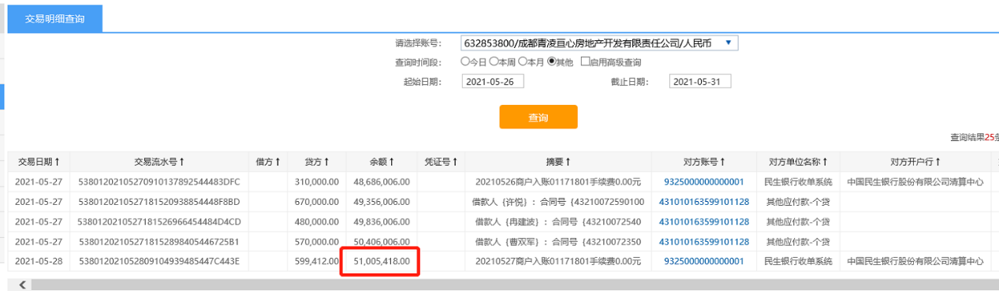 交易明细查询
请选择账号： 632853800/成都青凌亘心房地产开发有限责任公司/人民币
查询时间段： 今日 本周 本月 其他 启用高级查询
起始日期： 2021-05-26 截止日期： 2021-05-31
查询
查询结果25条
交易日期 交易流水号 借方 贷方 余额 凭证号 摘要 对方账号 对方单位名称 对方开户行
2021-05-27 5380120210527091013789254­4483DFC 310,000.00 48,686,006.00 20210526商户入账01171801手续费0.00元 9325000000000001 民生银行收单系统 中国民生银行股份有限公司清算中心
2021-05-27 5380120210527181520938854448F8BD 670,000.00 49,356,006.00 借款人｛许悦｝：合同号｛43210072590100 431010163599101128 其他应付款-个贷
2021-05-27 5380120210527181526966454484D4CD 480,000.00 49,836,006.00 借款人｛冉建波｝：合同号｛43210072540 431010163599101128 其他应付款-个贷
2021-05-27 538012021052718152898405446725B1 570,000.00 50,406,006.00 借款人｛曹双军｝：合同号｛43210072350 431010163599101128 其他应付款-个贷
2021-05-28 538012021052809104939485447C443E 599,412.00 51,005,418.00 20210527商户入账01171801手续费0.00元 9325000000000001 民生银行收单系统 中国民生银行股份有限公司清算中心